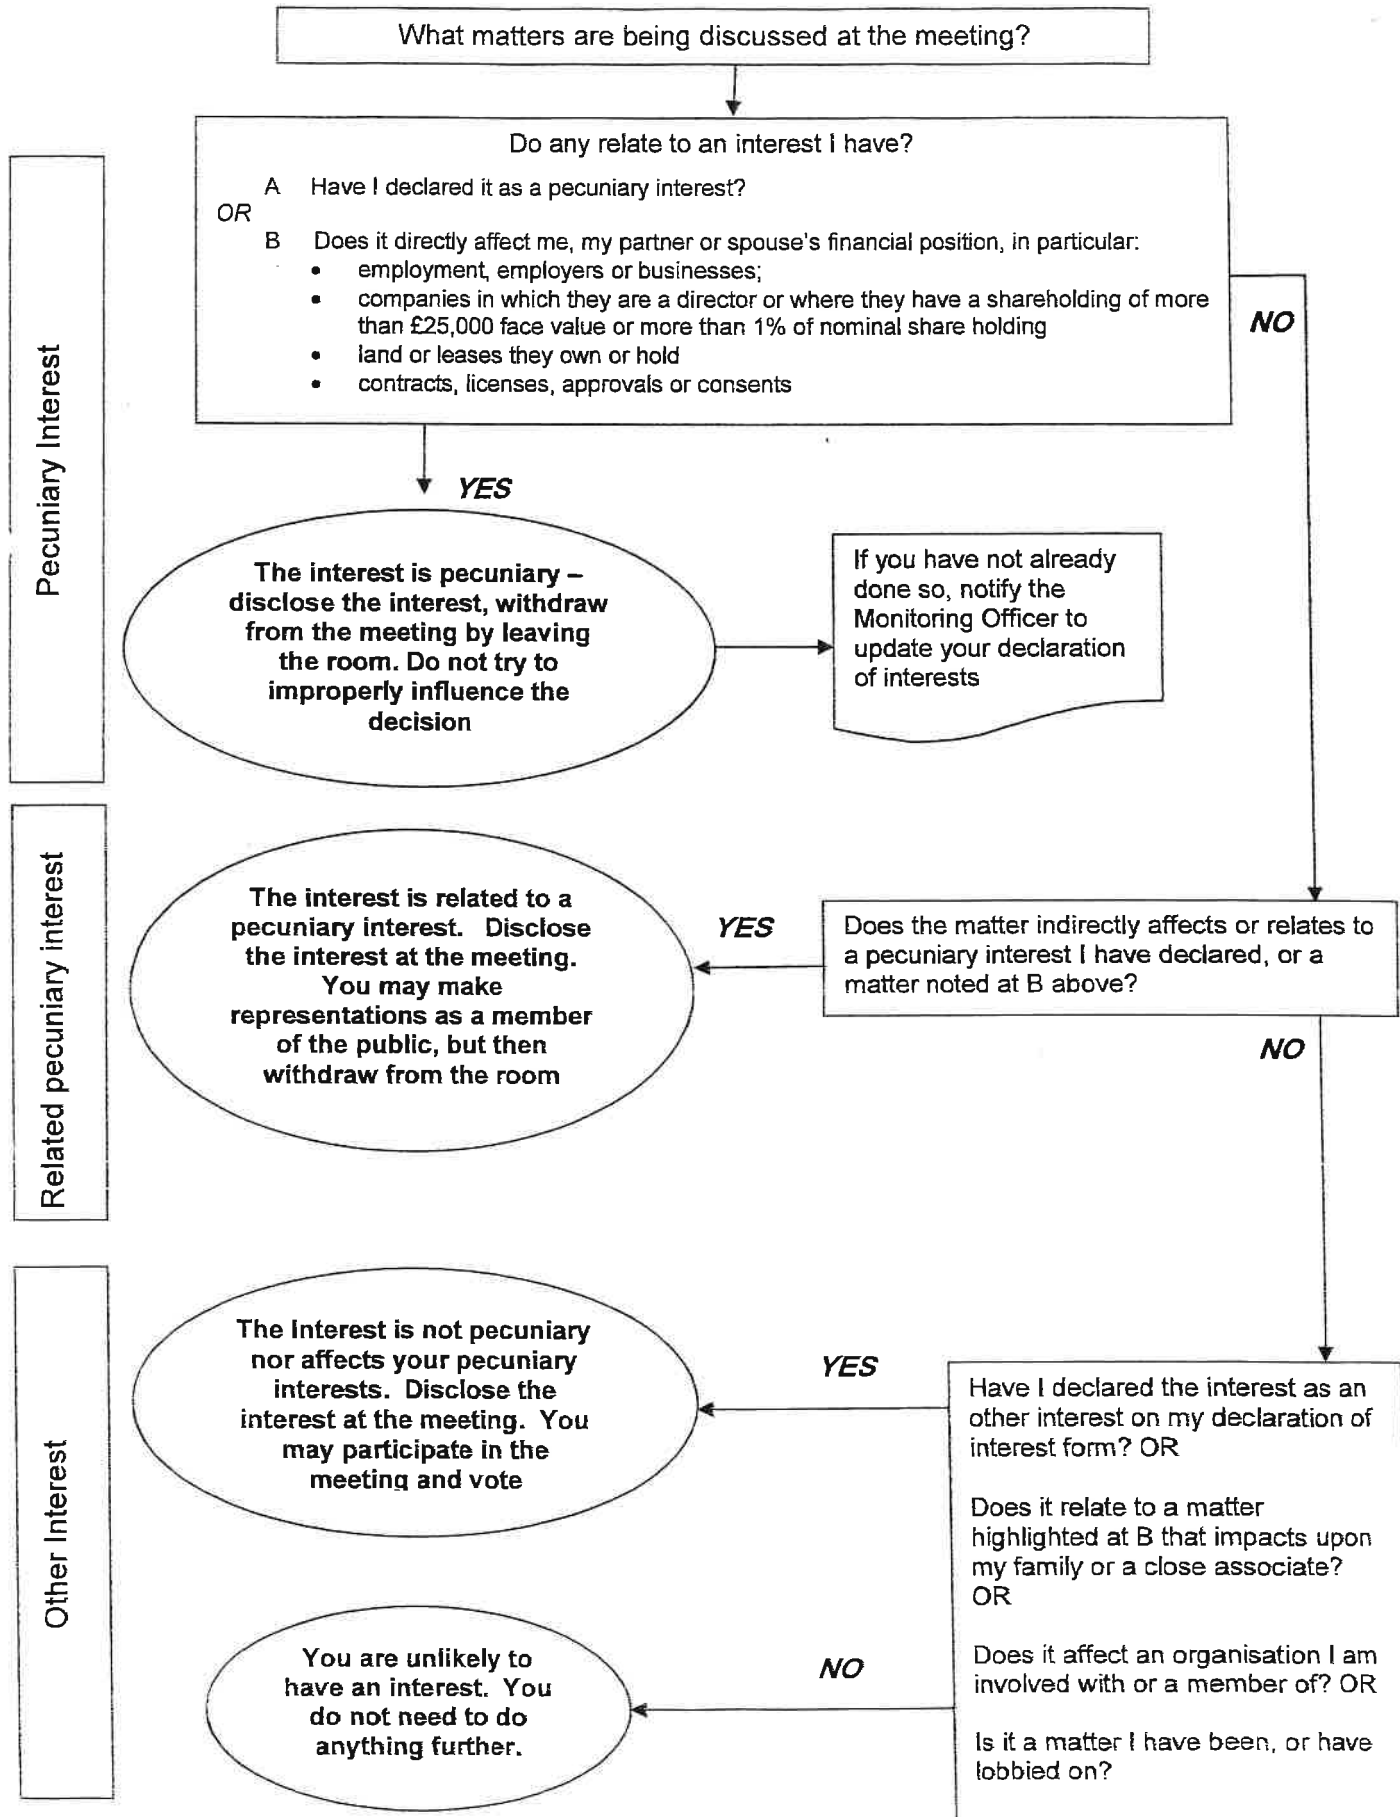 What matters are being discussed at the meeting?
Do any relate to an interest I have?
A Have I declared it as a pecuniary interest?
OR
B Does it directly affect me, my partner or spouse's financial position, in particular:
• employment, employers or businesses;
• companies in which they are a director or where they have a shareholding of more
than £25,000 face value or more than 1% of nominal share holding
• land or leases they own or hold
• contracts, licenses, approvals or consents
NO
Pecuniary Interest
YES
The interest is pecuniary –
disclose the interest, withdraw
from the meeting by leaving
the room. Do not try to
improperly influence the
decision
If you have not already
done so, notify the
Monitoring Officer to
update your declaration
of interests
Related pecuniary interest
The interest is related to a
pecuniary interest. Disclose
the interest at the meeting.
You may make
representations as a member
of the public, but then
withdraw from the room
YES
Does the matter indirectly affects or relates to
a pecuniary interest I have declared, or a
matter noted at B above?
NO
Other Interest
The Interest is not pecuniary
nor affects your pecuniary
interests. Disclose the
interest at the meeting. You
may participate in the
meeting and vote
YES
Have I declared the interest as an
other interest on my declaration of
interest form? OR
Does it relate to a matter
highlighted at B that impacts upon
my family or a close associate?
OR
Does it affect an organisation I am
involved with or a member of? OR
Is it a matter I have been, or have
lobbied on?
NO
You are unlikely to
have an interest. You
do not need to do
anything further.